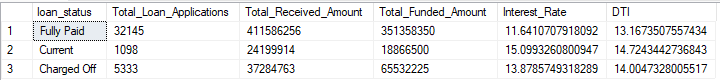 loan_status Total_Loan_Applications Total_Received_Amount Total_Funded_Amount Interest_Rate DTI
1 Fully Paid 32145 411586256 351358350 11.6410707918092 13.1673507557434
2 Current 1098 24199914 18866500 15.0993260800947 14.7243442736843
3 Charged Off 5333 37284763 65532225 13.8785749318289 14.0047328005517